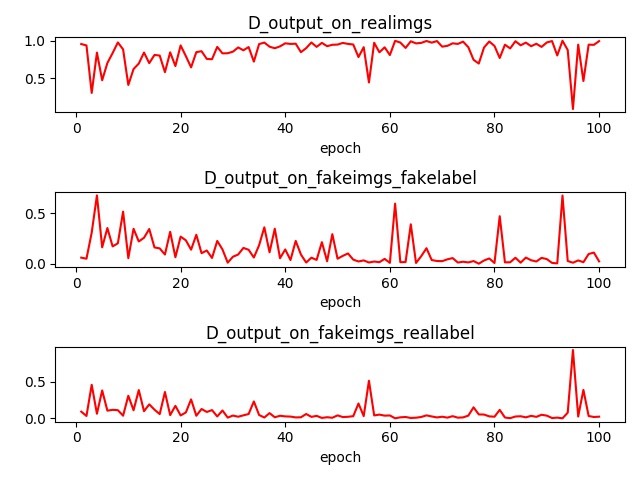 D_output_on_realimgs
1.0
0.5
0 20 40 60 80 100
epoch
D_output_on_fakeimgs_fakelabel
0.5
0.0
0 20 40 60 80 100
epoch
D_output_on_fakeimgs_reallabel
0.5
0.0
0 20 40 60 80 100
epoch